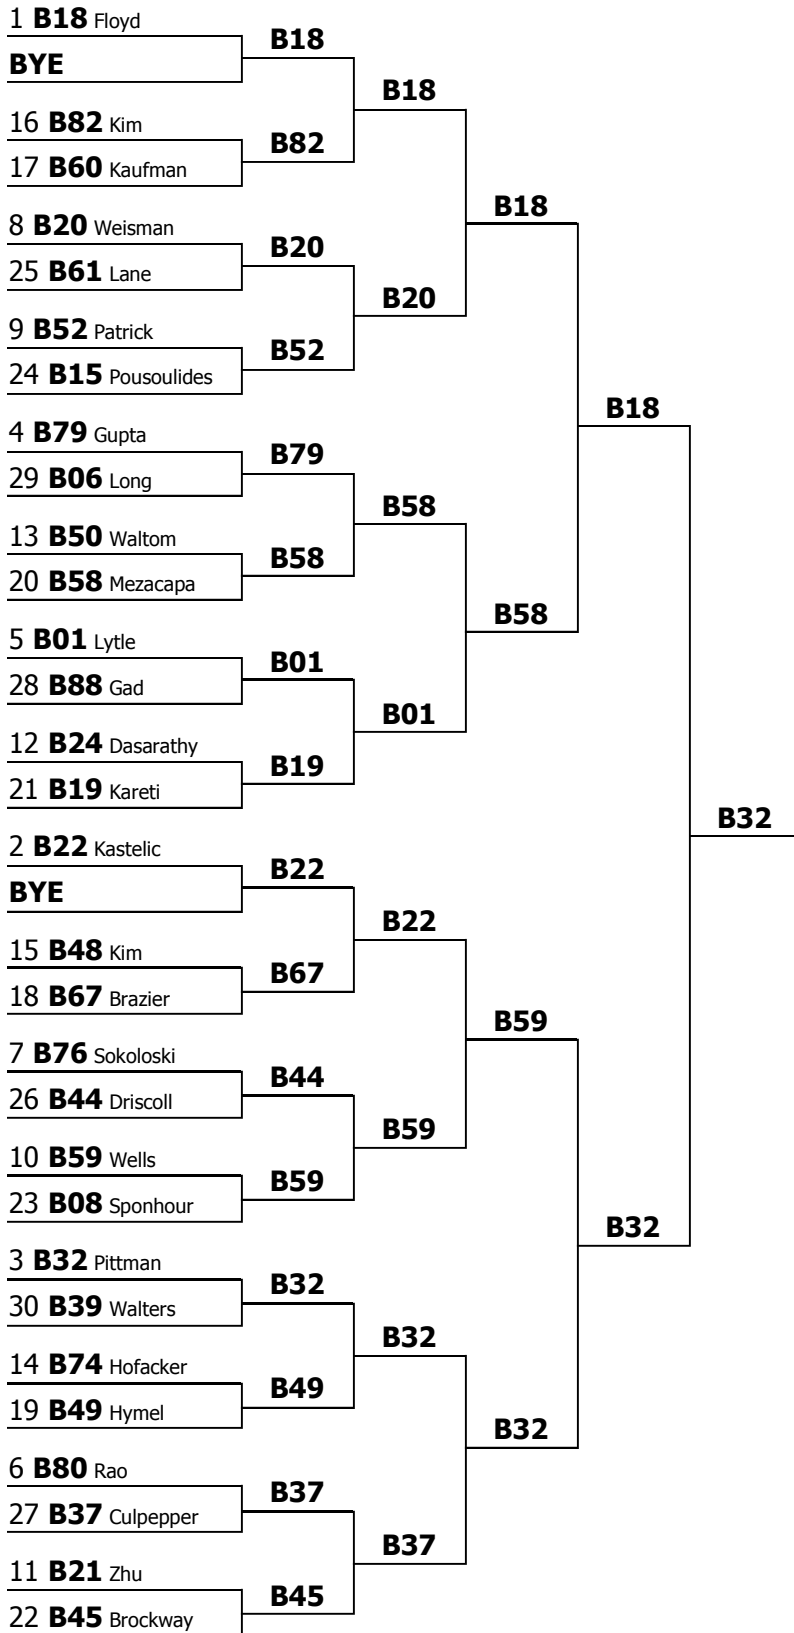 1 B18 Floyd
B18
BYE
B18
16 B82 Kim
B82
17 B60 Kaufman
B18
8 B20 Weisman
B20
25 B61 Lane
B20
9 B52 Patrick
B52
24 B15 Pousoulides
B18
4 B79 Gupta
B79
29 B06 Long
B58
13 B50 Waltom
B58
20 B58 Mezacapa
B58
5 B01 Lytle
B01
28 B88 Gad
B01
12 B24 Dasarathy
B19
21 B19 Kareti
B32
2 B22 Kastelic
B22
BYE
B22
15 B48 Kim
B67
18 B67 Brazier
B59
7 B76 Sokoloski
B44
26 B44 Driscoll
B59
10 B59 Wells
B59
23 B08 Sponhour
B32
3 B32 Pittman
B32
30 B39 Walters
B32
14 B74 Hofacker
B49
19 B49 Hymel
B32
6 B80 Rao
B37
27 B37 Culpepper
B37
11 B21 Zhu
B45
22 B45 Brockway